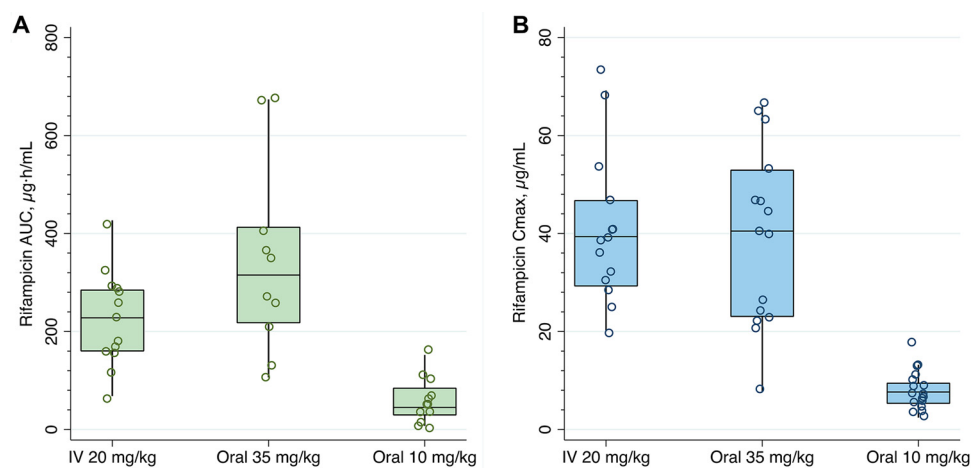 A
Rifampicin AUC, µg·h/mL
800
600
400
200
0
IV 20 mg/kg Oral 35 mg/kg Oral 10 mg/kg
B
Rifampicin Cmax, µg/mL
80
60
40
20
0
IV 20 mg/kg Oral 35 mg/kg Oral 10 mg/kg